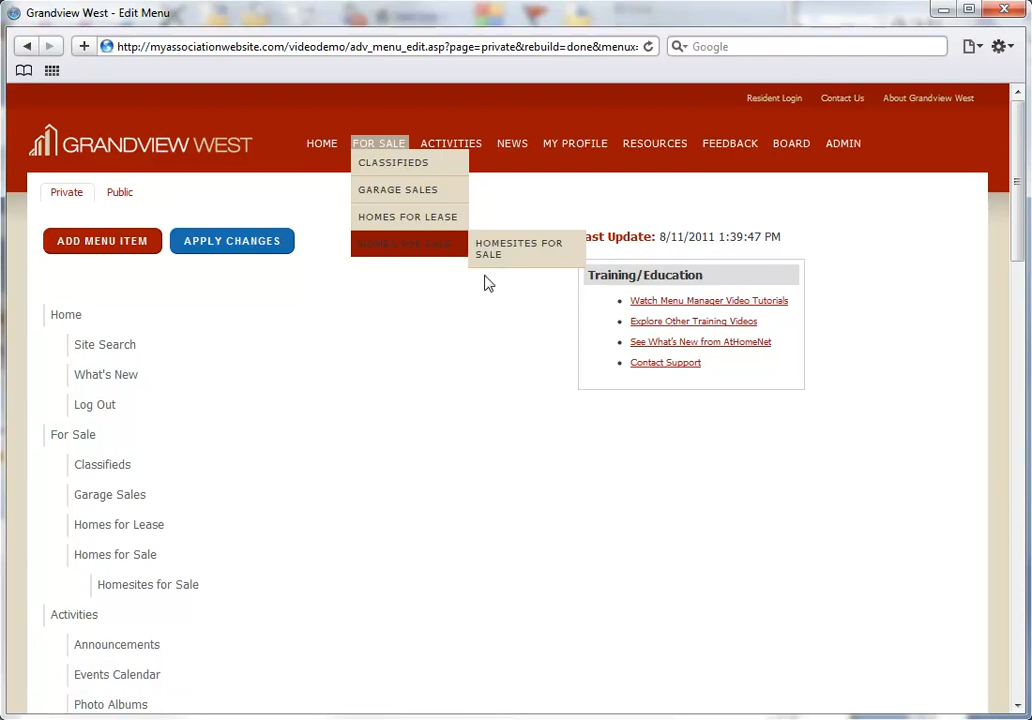 Grandview West - Edit Menu
http://myassociationwebsite.com/videodemo/adv_menu_edit.asp?page=private&rebuild=done&menux=
Google
Resident Login Contact Us About Grandview West
GRANDVIEW WEST
HOME FOR SALE ACTIVITIES NEWS MY PROFILE RESOURCES FEEDBACK BOARD ADMIN
CLASSIFIEDS
GARAGE SALES
HOMES FOR LEASE
HOMES FOR SALE
HOMESITES FOR
SALE
Private Public
ADD MENU ITEM APPLY CHANGES
ast Update: 8/11/2011 1:39:47 PM
Training/Education
Watch Menu Manager Video Tutorials
Explore Other Training Videos
See What's New from AtHomeNet
Contact Support
Home
Site Search
What's New
Log Out
For Sale
Classifieds
Garage Sales
Homes for Lease
Homes for Sale
Homesites for Sale
Activities
Announcements
Events Calendar
Photo Albums